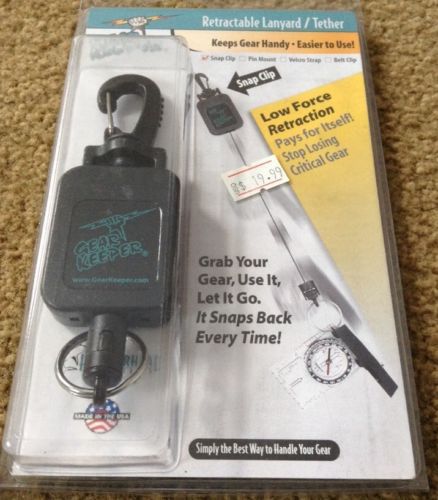 Retractable Lanyard / Tether
Keeps Gear Handy • Easier to Use!
Snap Clip Pin Mount Velcro Strap Belt Clip
Snap Clip
Low Force
Retraction
Pays for Itself!
Stop Losing
Critical Gear
8$ 19.99
GEAR
KEEPER®
www.GearKeeper.com
Grab Your
Gear, Use It,
Let It Go.
It Snaps Back
Every Time!
MADE IN THE USA
Simply the Best Way to Handle Your Gear